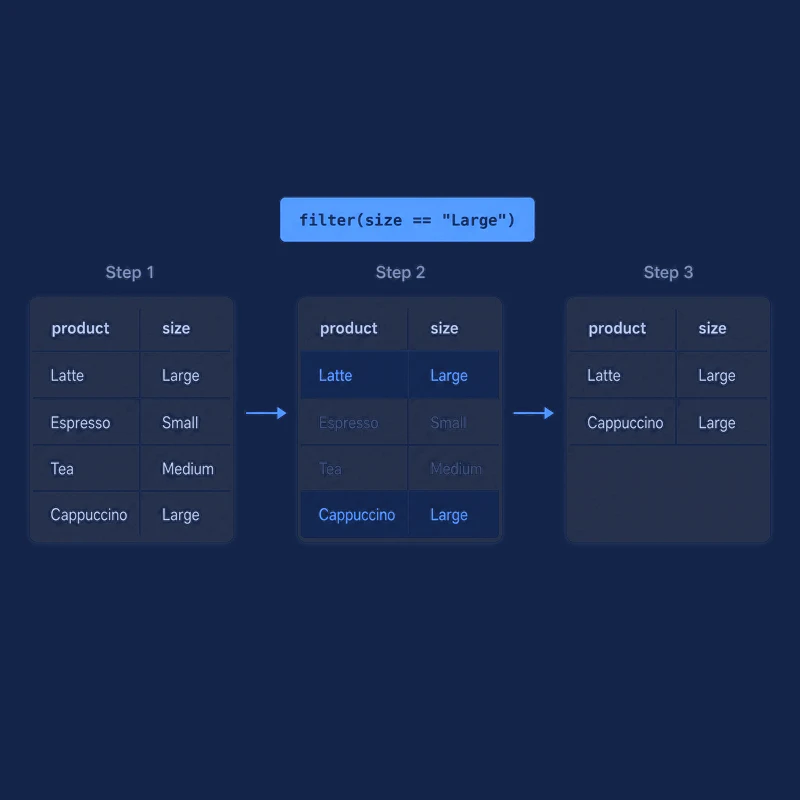 filter(size == "Large")
Step 1
product size
Latte Large
Espresso Small
Tea Medium
Cappuccino Large
Step 2
product size
Latte Large
Espresso Small
Tea Medium
Cappuccino Large
Step 3
product size
Latte Large
Cappuccino Large